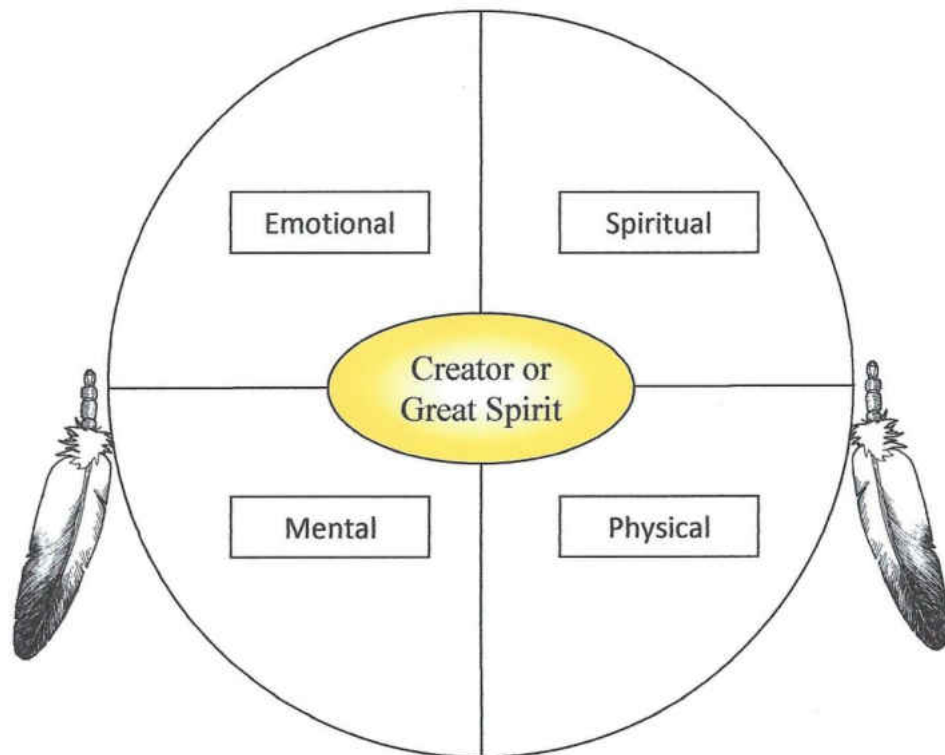 Emotional
Spiritual
Creator or
Great Spirit
Mental
Physical